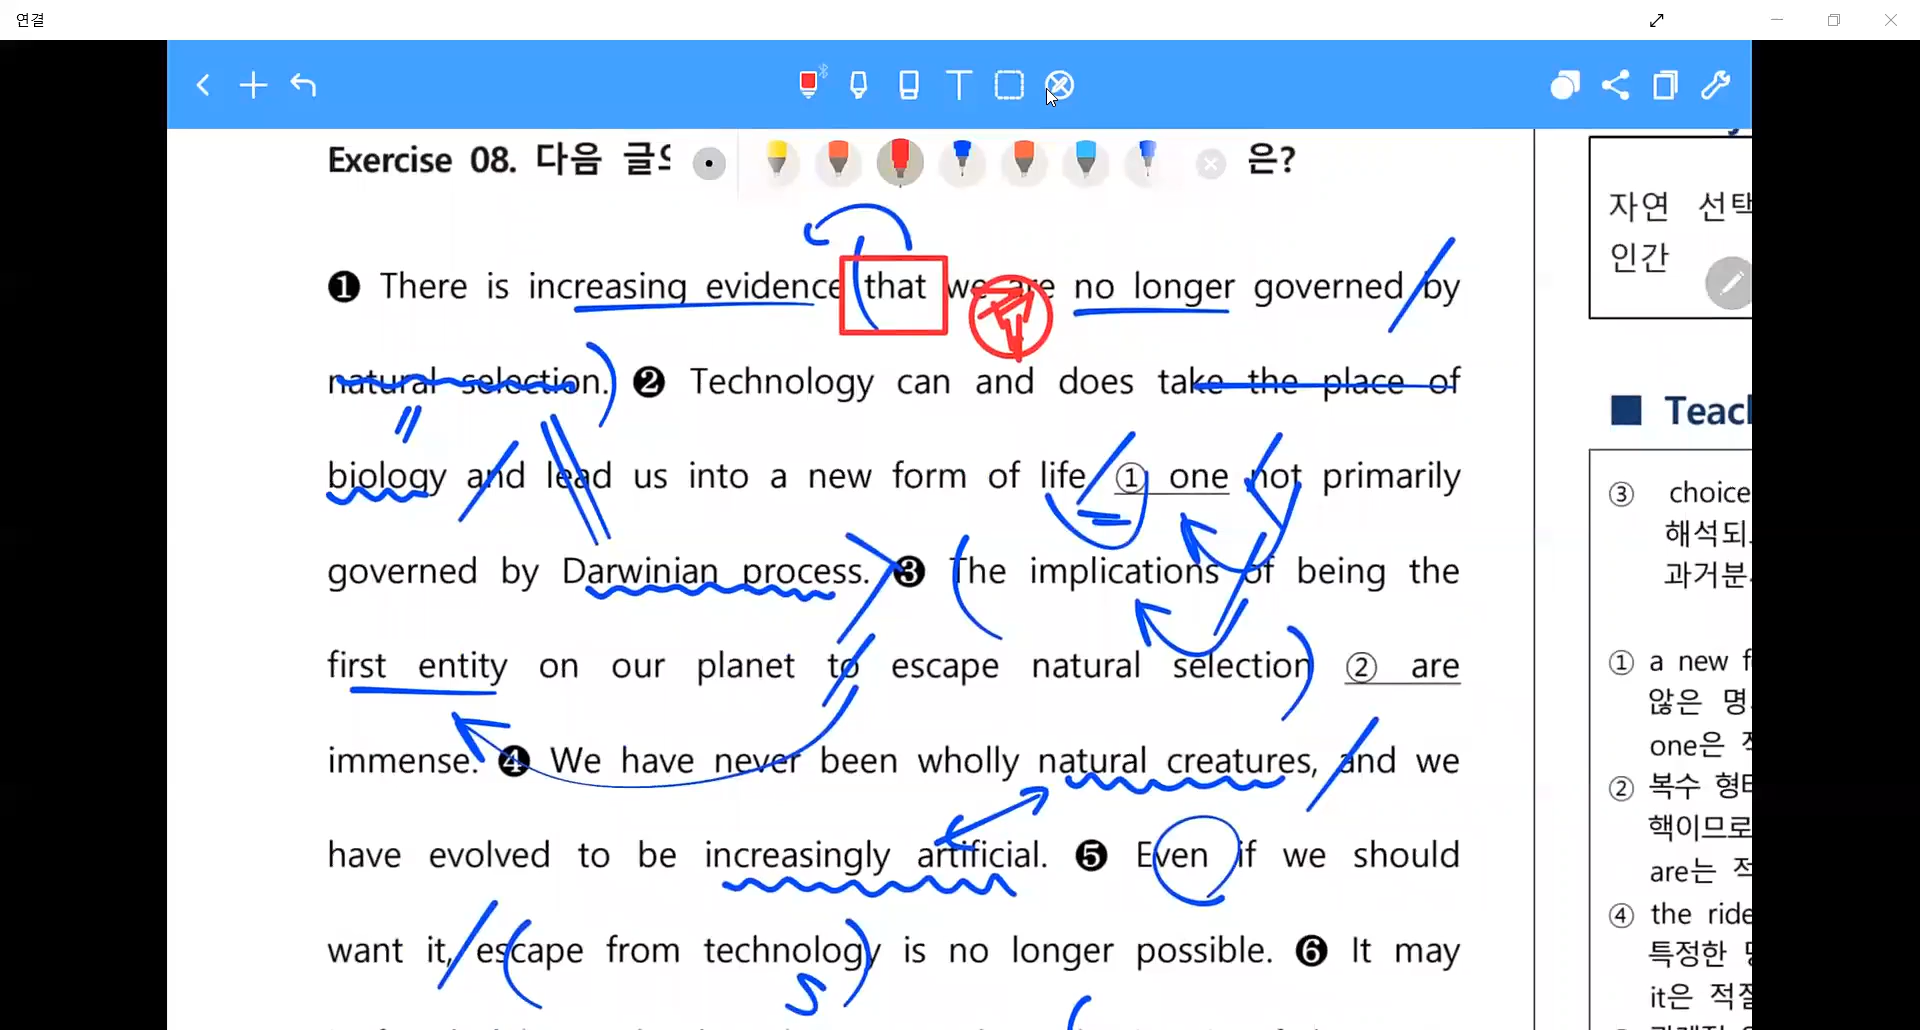 연결
Exercise 08. 다음 글의
은?
❶ There is increasing evidence that we are no longer governed by
natural selection. ❷ Technology can and does take the place of
biology and lead us into a new form of life, ① one not primarily
governed by Darwinian process. ❸ The implications of being the
first entity on our planet to escape natural selection ② are
immense. ❹ We have never been wholly natural creatures, and we
have evolved to be increasingly artificial. ❺ Even if we should
want it, escape from technology is no longer possible. ❻ It may
자연 선택
인간
■ Teac
③ choice
해석되
과거분
① a new f
않은 명
one은 적
② 복수 형태
핵이므로
are는 적
④ the ride
특정한 명
it은 적절